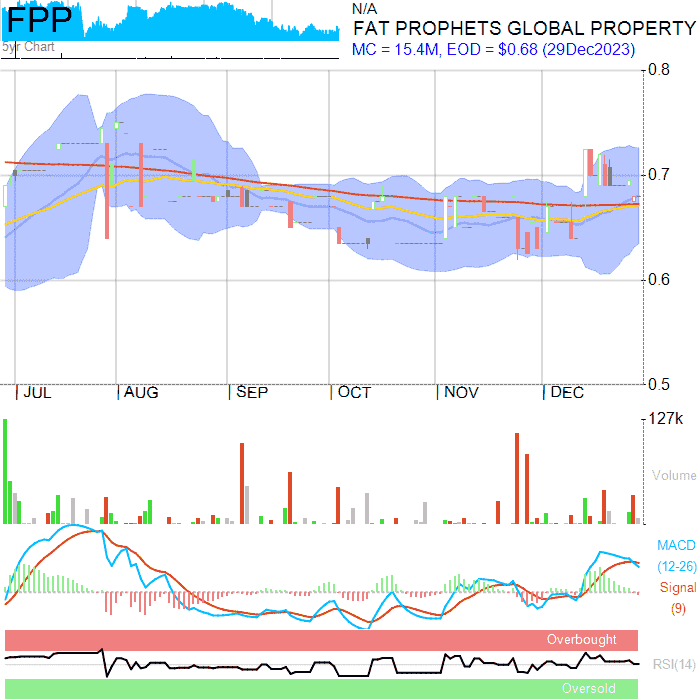 FPP
N/A
FAT PROPHETS GLOBAL PROPERTY
MC = 15.4M, EOD = $0.68 (29Dec2023)
5yr Chart
0.8
0.7
0.6
0.5
JUL AUG SEP OCT NOV DEC
127k
Volume
MACD
(12-26)
Signal
(9)
Overbought
RSI(14)
Oversold